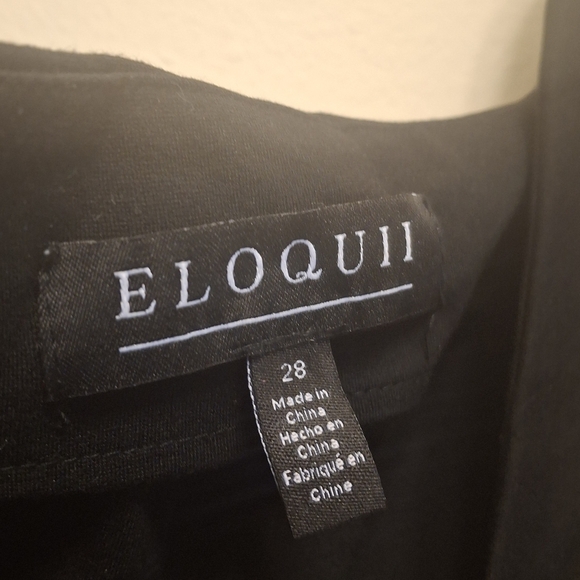 ELOQUII
28
Made in
China
Hecho en
China
Fabriqué en
Chine